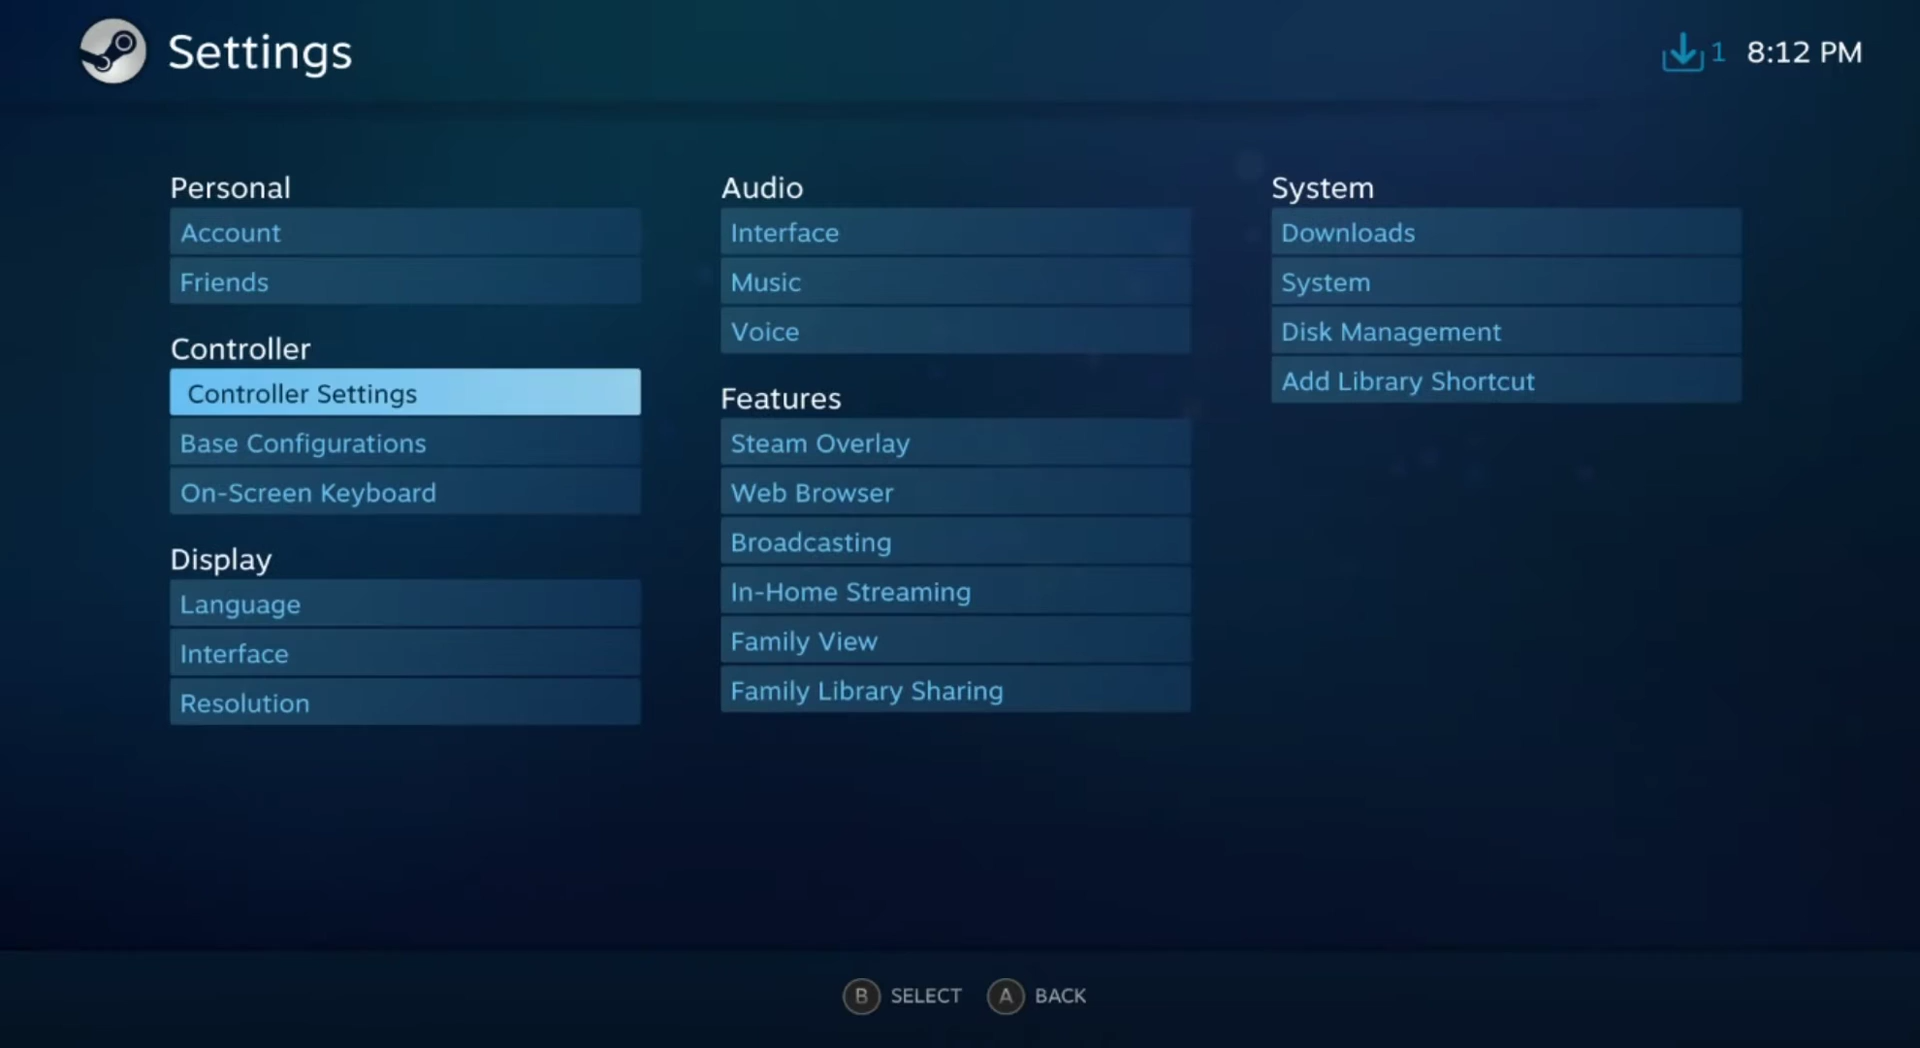 Settings
1 8:12 PM
Personal
Account
Friends
Controller
Controller Settings
Base Configurations
On-Screen Keyboard
Display
Language
Interface
Resolution
Audio
Interface
Music
Voice
Features
Steam Overlay
Web Browser
Broadcasting
In-Home Streaming
Family View
Family Library Sharing
System
Downloads
System
Disk Management
Add Library Shortcut
B SELECT A BACK